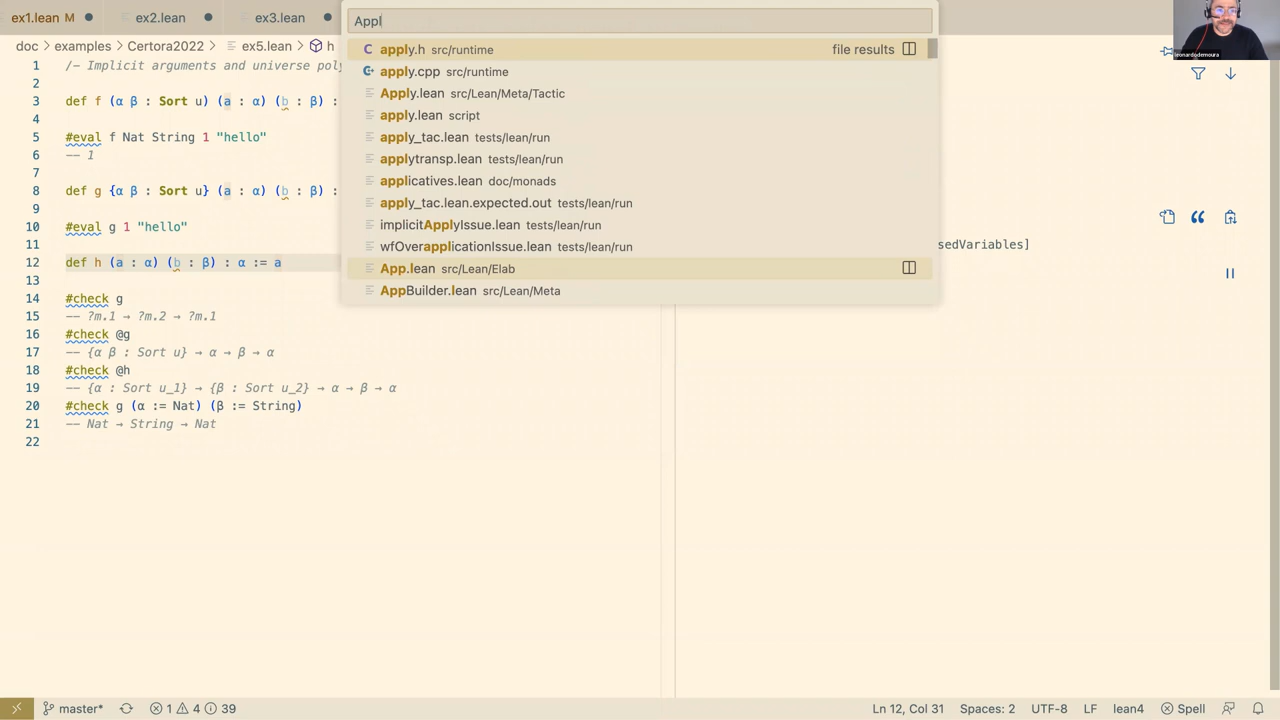 ex1.lean M ex2.lean ex3.lean
Appl
doc > examples > Certora2022 > ex5.lean > h
1 /- Implicit arguments and universe pol
2
3 def f (α β : Sort u) (a : α) (b : β) :
4
5 #eval f Nat String 1 "hello"
6 -- 1
7
8 def g {α β : Sort u} (a : α) (b : β) :
9
10 #eval g 1 "hello"
11
12 def h (a : α) (b : β) : α := a
13
14 #check g
15 -- ?m.1 → ?m.2 → ?m.1
16 #check @g
17 -- {α β : Sort u} → α → β → α
18 #check @h
19 -- {α : Sort u_1} → {β : Sort u_2} → α → β → α
20 #check g (α := Nat) (β := String)
21 -- Nat → String → Nat
22
apply.h src/runtime file results
apply.cpp src/runtime
Apply.lean src/Lean/Meta/Tactic
apply.lean script
apply_tac.lean tests/lean/run
applytransp.lean tests/lean/run
applicatives.lean doc/monads
apply_tac.lean.expected.out tests/lean/run
implicitApplyIssue.lean tests/lean/run
wfOverapplicationIssue.lean tests/lean/run
App.lean src/Lean/Elab
AppBuilder.lean src/Lean/Meta
leonardodemoura
sedVariables]
master* 1 4 39 Ln 12, Col 31 Spaces: 2 UTF-8 LF lean4 Spell